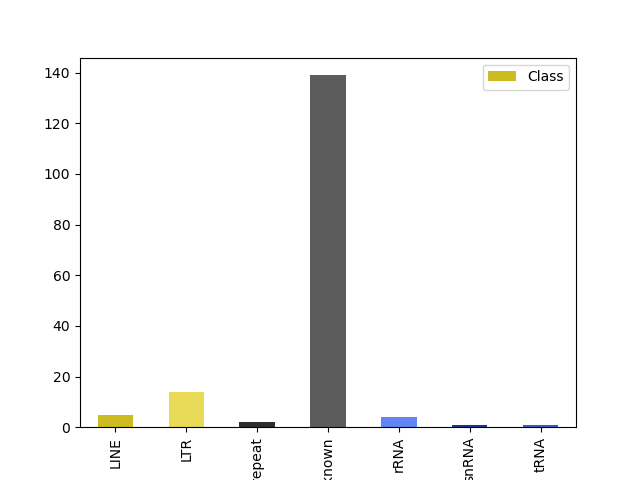 140
120
100
80
60
40
20
0
Class
LINE
LTR
repeat
known
rRNA
snRNA
tRNA